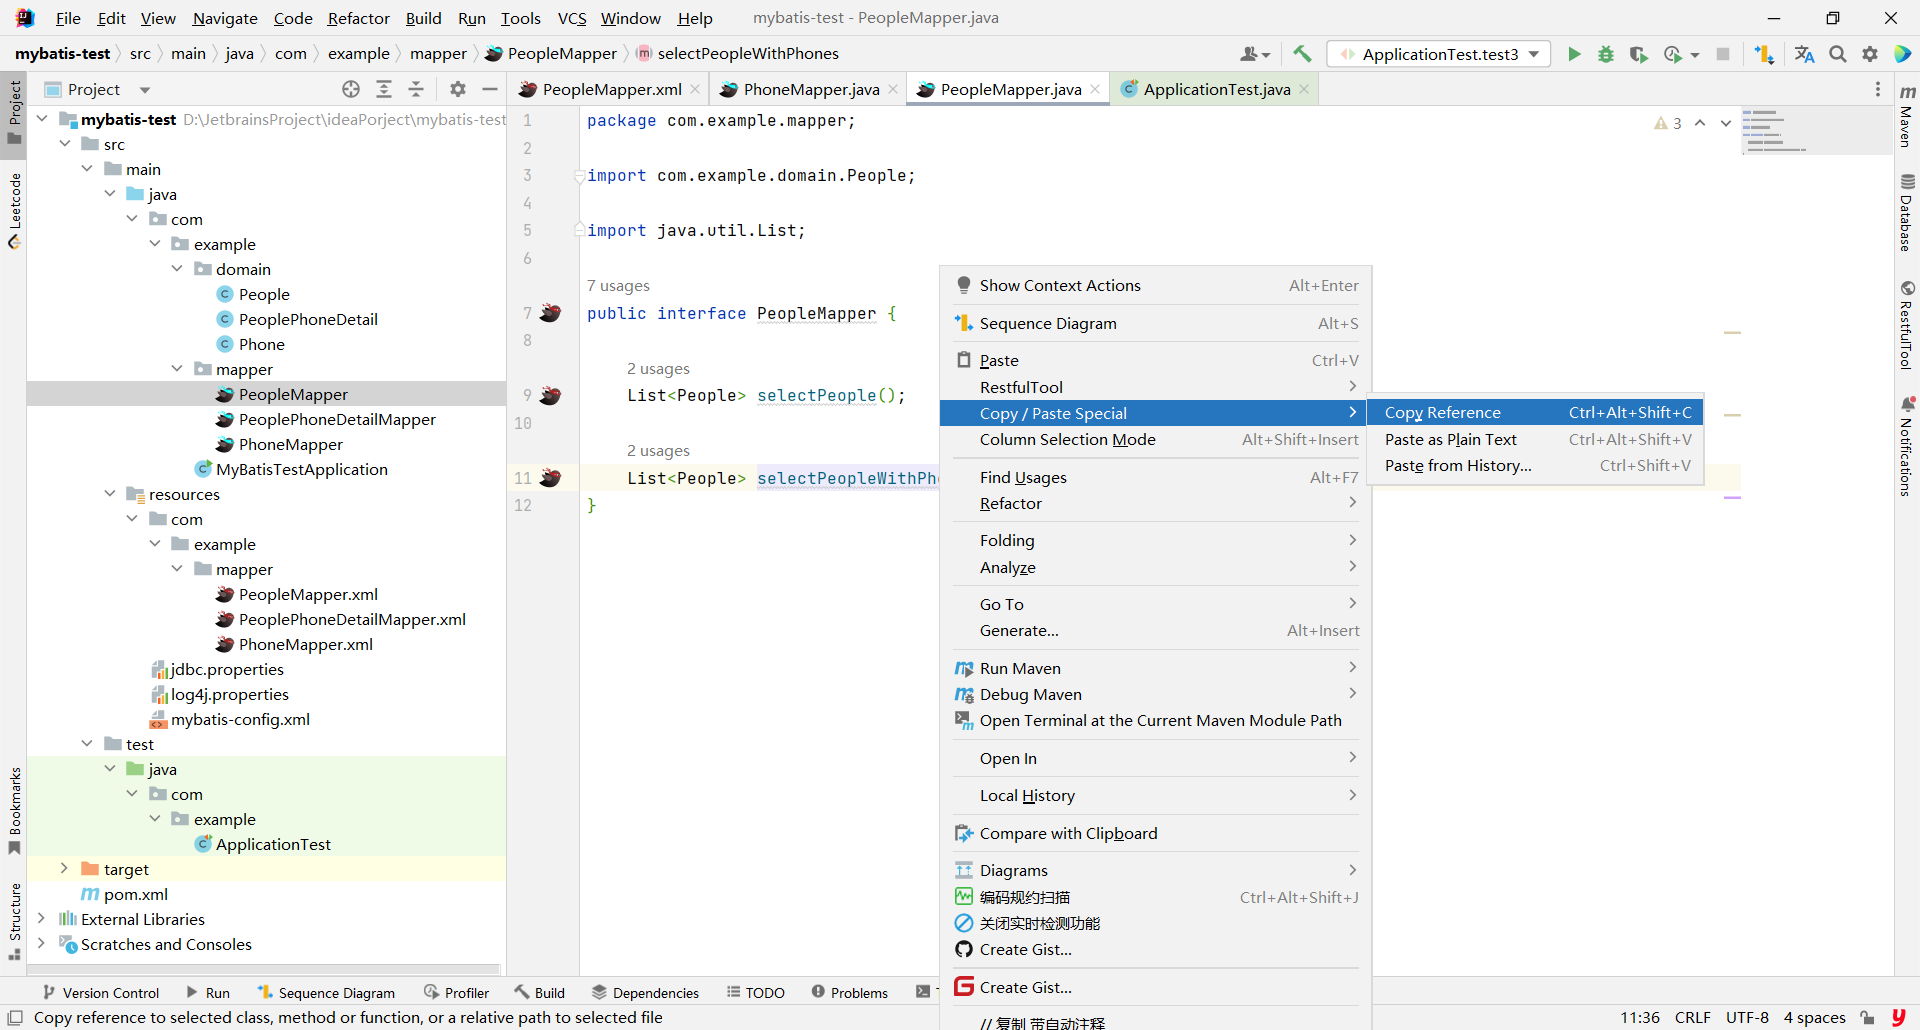 File Edit View Navigate Code Refactor Build Run Tools VCS Window Help mybatis-test - PeopleMapper.java
mybatis-test src main java com example mapper PeopleMapper m selectPeopleWithPhones ApplicationTest.test3
Project
PeopleMapper.xml PhoneMapper.java PeopleMapper.java ApplicationTest.java
Project
Leetcode
Bookmarks
Structure
mybatis-test D:\JetbrainsProject\ideaPorject\mybatis-test
src
main
java
com
example
domain
People
PeoplePhoneDetail
Phone
mapper
PeopleMapper
PeoplePhoneDetailMapper
PhoneMapper
MyBatisTestApplication
resources
com
example
mapper
PeopleMapper.xml
PeoplePhoneDetailMapper.xml
PhoneMapper.xml
jdbc.properties
log4j.properties
mybatis-config.xml
test
java
com
example
ApplicationTest
target
pom.xml
External Libraries
Scratches and Consoles
1 package com.example.mapper;
2
3 import com.example.domain.People;
4
5 import java.util.List;
6
7 usages
7 public interface PeopleMapper {
8
2 usages
9 List<People> selectPeople();
10
2 usages
11 List<People> selectPeopleWithPh
12 }
3
Show Context Actions Alt+Enter
Sequence Diagram Alt+S
Paste Ctrl+V
RestfulTool
Copy / Paste Special
Column Selection Mode Alt+Shift+Insert
Find Usages Alt+F7
Refactor
Folding
Analyze
Go To
Generate... Alt+Insert
Run Maven
Debug Maven
Open Terminal at the Current Maven Module Path
Open In
Local History
Compare with Clipboard
Diagrams
编码规约扫描 Ctrl+Alt+Shift+J
关闭实时检测功能
Create Gist...
Create Gist...
// 复制 带自动注释
Copy Reference Ctrl+Alt+Shift+C
Paste as Plain Text Ctrl+Alt+Shift+V
Paste from History... Ctrl+Shift+V
Maven
Database
RestfulTool
Notifications
Version Control Run Sequence Diagram Profiler Build Dependencies TODO Problems
Copy reference to selected class, method or function, or a relative path to selected file 11:36 CRLF UTF-8 4 spaces